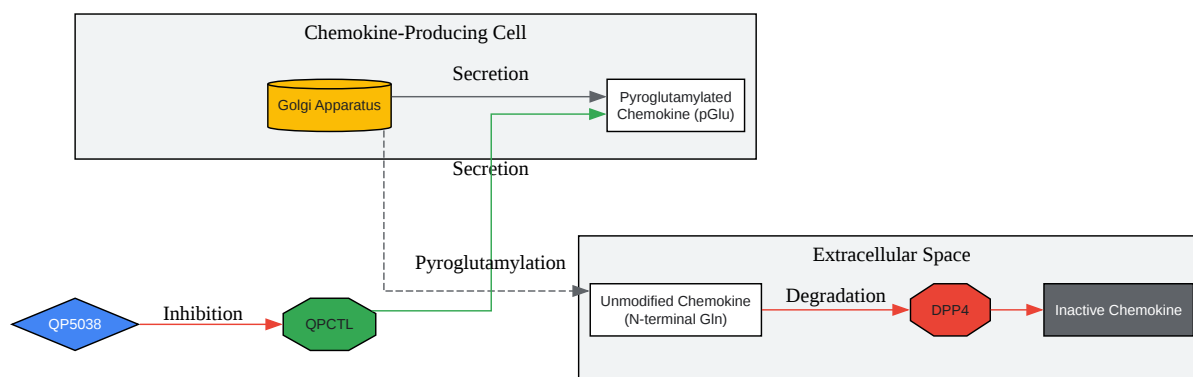 Chemokine-Producing Cell
Secretion
Golgi Apparatus
Pyroglutamylated
Chemokine (pGlu)
Secretion
Pyroglutamylation
Extracellular Space
QP5038
Inhibition
QPCTL
Unmodified Chemokine
(N-terminal Gln)
Degradation
DPP4
Inactive Chemokine